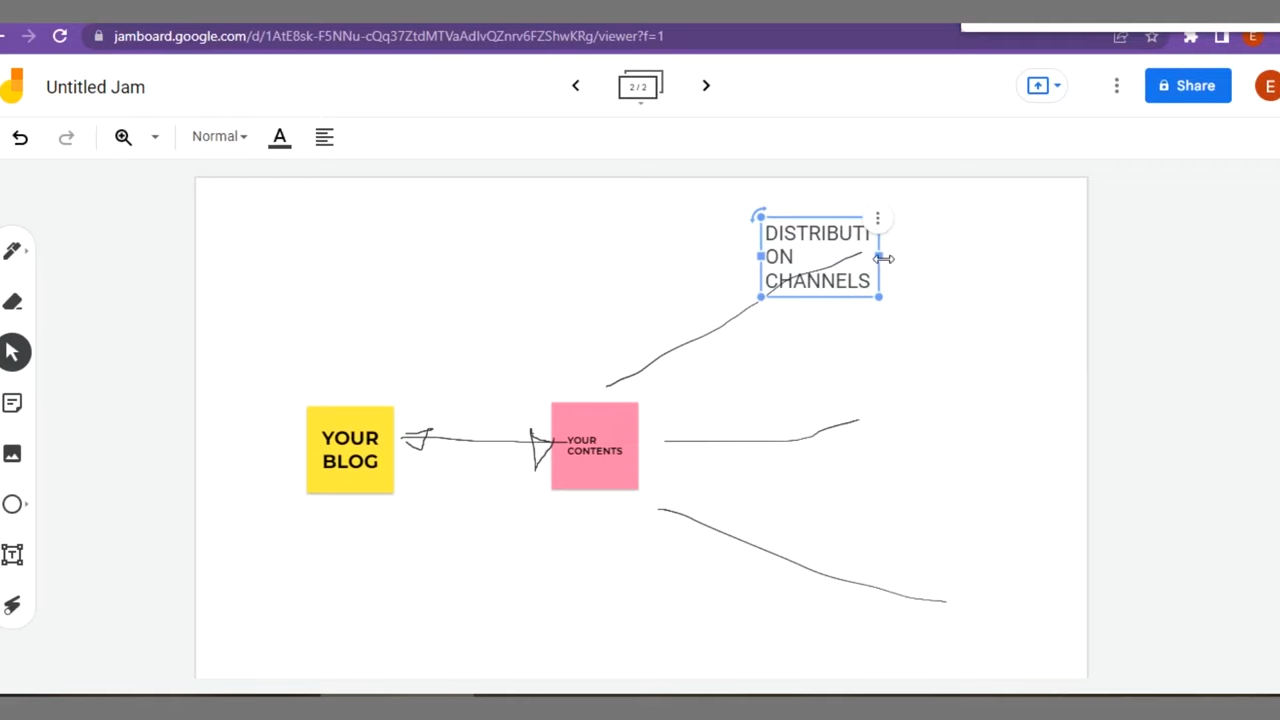 jamboard.google.com/d/1AtE8sk-F5NNu-cQq37ZtdMTVaAdIvQZnrv6FZShwKRg/viewer?f=1
E
Untitled Jam
2 / 2
Share
E
Normal
A
DISTRIBUTI
ON
CHANNELS
YOUR
BLOG
YOUR
CONTENTS